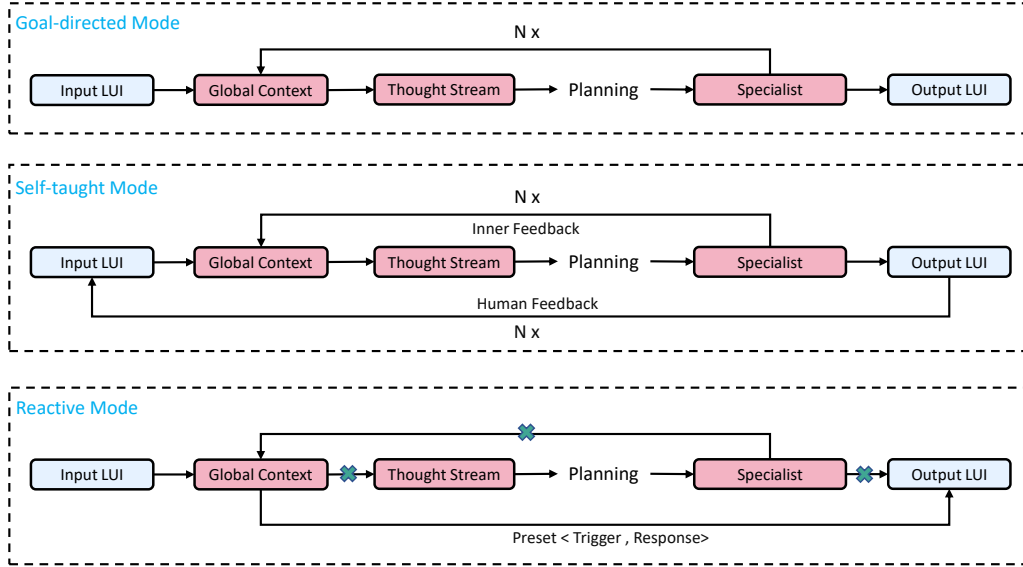 Goal-directed Mode
N x
Input LUI
Global Context
Thought Stream
Planning
Specialist
Output LUI
Self-taught Mode
N x
Inner Feedback
Input LUI
Global Context
Thought Stream
Planning
Specialist
Output LUI
Human Feedback
N x
Reactive Mode
Input LUI
Global Context
Thought Stream
Planning
Specialist
Output LUI
Preset < Trigger , Response>